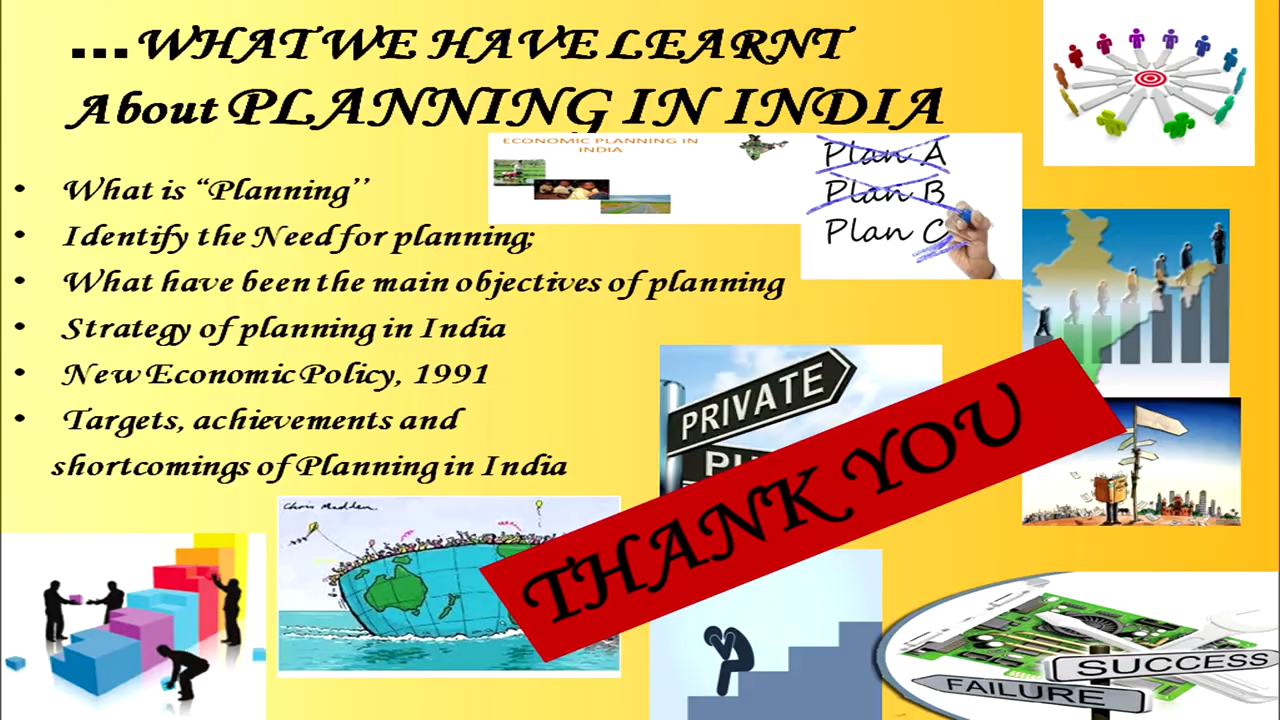 ...WHAT WE HAVE LEARNT
About PLANNING IN INDIA
ECONOMIC PLANNING IN
INDIA
Plan A
Plan B
Plan C
• What is “Planning’’
• Identify the Need for planning;
• What have been the main objectives of planning
• Strategy of planning in India
• New Economic Policy, 1991
• Targets, achievements and
shortcomings of Planning in India
PRIVATE
THANK YOU
Chris Madden
SUCCESS
FAILURE